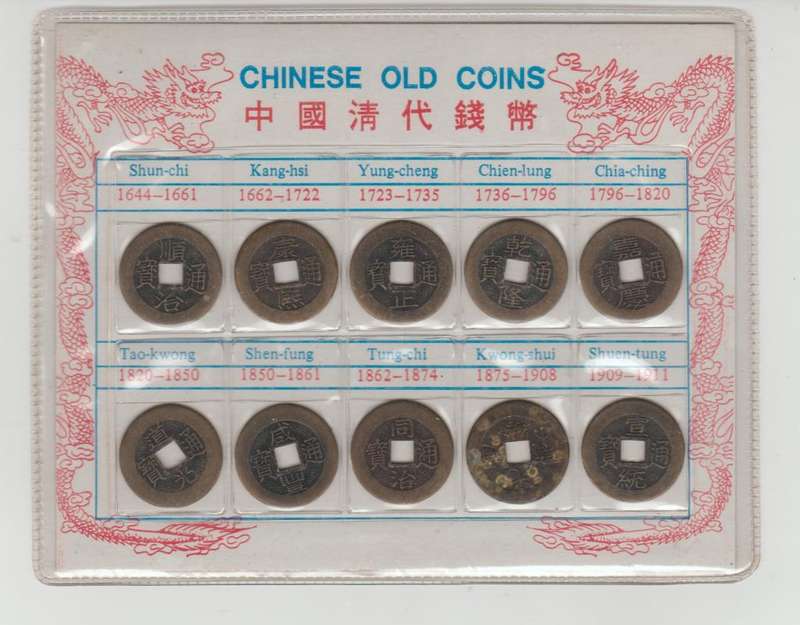 CHINESE OLD COINS
中國清代錢幣
Shun-chi Kang-hsi Yung-cheng Chien-lung Chia-ching
1644–1661 1662–1722 1723–1735 1736–1796 1796–1820
順治通寶 康熙通寶 雍正通寶 乾隆通寶 嘉慶通寶
Tao-kwong Shen-fung Tung-chi Kwong-shui Shuen-tung
1820–1850 1850–1861 1862–1874 1875–1908 1909–1911
道光通寶 咸豐通寶 同治通寶 宣統通寶